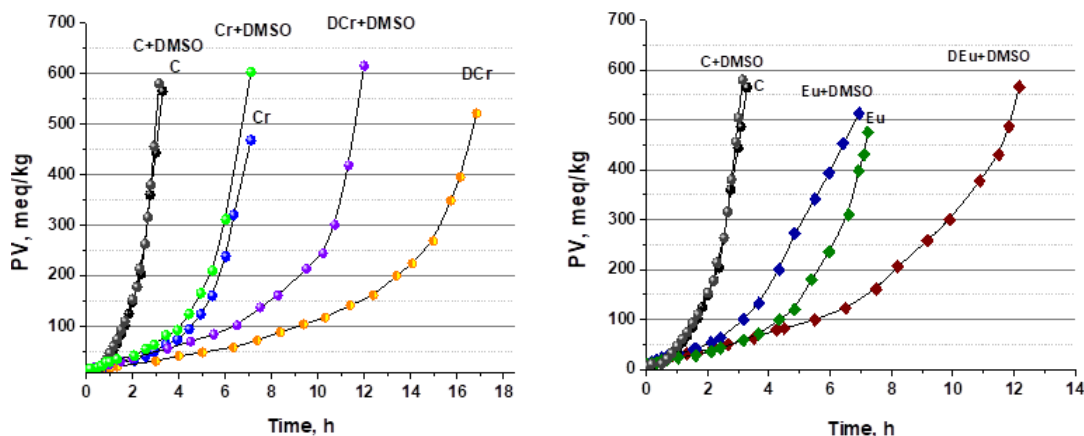 700
600
500
400
300
200
100
PV, meq/kg
C+DMSO
C
Cr+DMSO
Cr
DCr+DMSO
DCr
0 2 4 6 8 10 12 14 16 18
Time, h
700
600
500
400
300
200
100
0
PV, meq/kg
C+DMSO
C
Eu+DMSO
Eu
DEu+DMSO
0 2 4 6 8 10 12 14
Time, h